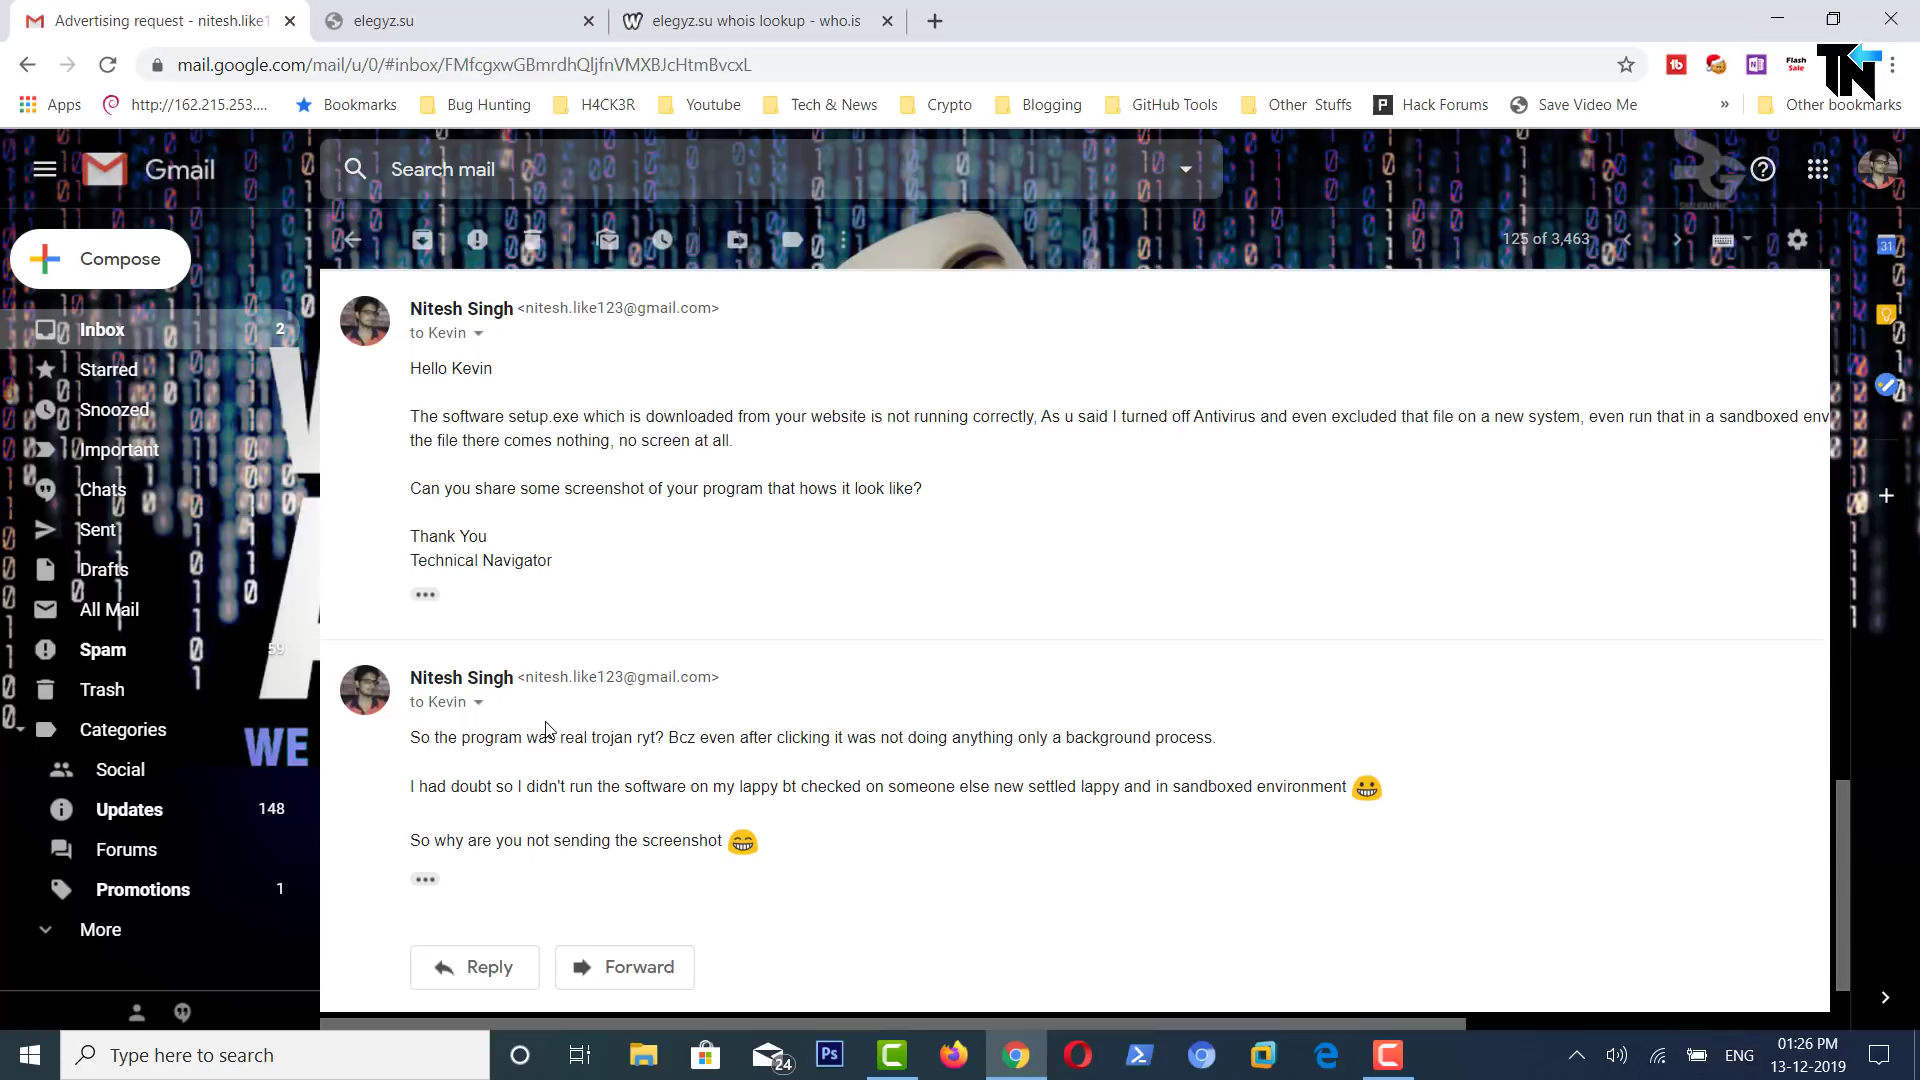 Advertising request - nitesh.like1
elegyz.su
elegyz.su whois lookup - who.is
mail.google.com/mail/u/0/#inbox/FMfcgxwGBmrdhQljfnVMXBJcHtmBvcxL
Flash Sale
TN
Apps
http://162.215.253....
Bookmarks
Bug Hunting
H4CK3R
Youtube
Tech & News
Crypto
Blogging
GitHub Tools
Other Stuffs
Hack Forums
Save Video Me
»
Other bookmarks
Gmail
Search mail
125 of 3,463
Compose
Inbox 2
Starred
Snoozed
Important
Chats
Sent
Drafts
All Mail
Spam 59
Trash
Categories
Social
Updates 148
Forums
Promotions 1
More
WE
Nitesh Singh <nitesh.like123@gmail.com>
to Kevin
Hello Kevin
The software setup.exe which is downloaded from your website is not running correctly, As u said I turned off Antivirus and even excluded that file on a new system, even run that in a sandboxed env
the file there comes nothing, no screen at all.
Can you share some screenshot of your program that hows it look like?
Thank You
Technical Navigator
Nitesh Singh <nitesh.like123@gmail.com>
to Kevin
So the program was real trojan ryt? Bcz even after clicking it was not doing anything only a background process.
I had doubt so I didn't run the software on my lappy bt checked on someone else new settled lappy and in sandboxed environment
So why are you not sending the screenshot
Reply
Forward
31
Type here to search
24
Ps
ENG
01:26 PM
13-12-2019